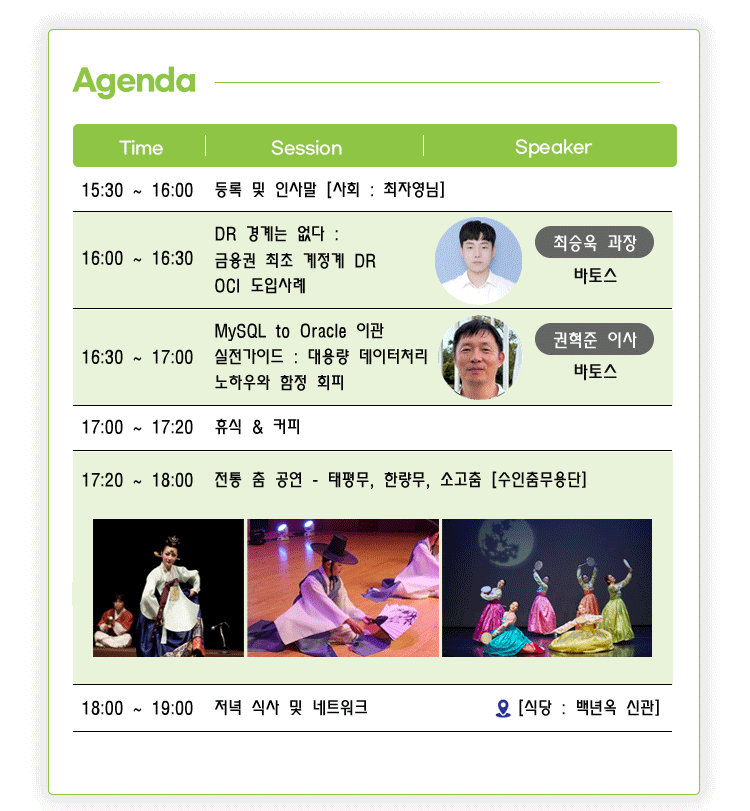 Agenda
Time Session Speaker
15:30 ~ 16:00 등록 및 인사말 [사회 : 최자영님]
16:00 ~ 16:30
DR 경계는 없다 :
금융권 최초 계정계 DR
OCI 도입사례
최승욱 과장
바토스
16:30 ~ 17:00
MySQL to Oracle 이관
실전가이드 : 대용량 데이터처리
노하우와 함정 회피
권혁준 이사
바토스
17:00 ~ 17:20 휴식 & 커피
17:20 ~ 18:00 전통 춤 공연 - 태평무, 한량무, 소고춤 [수인춤무용단]
18:00 ~ 19:00 저녁 식사 및 네트워크 [식당 : 백년옥 신관]